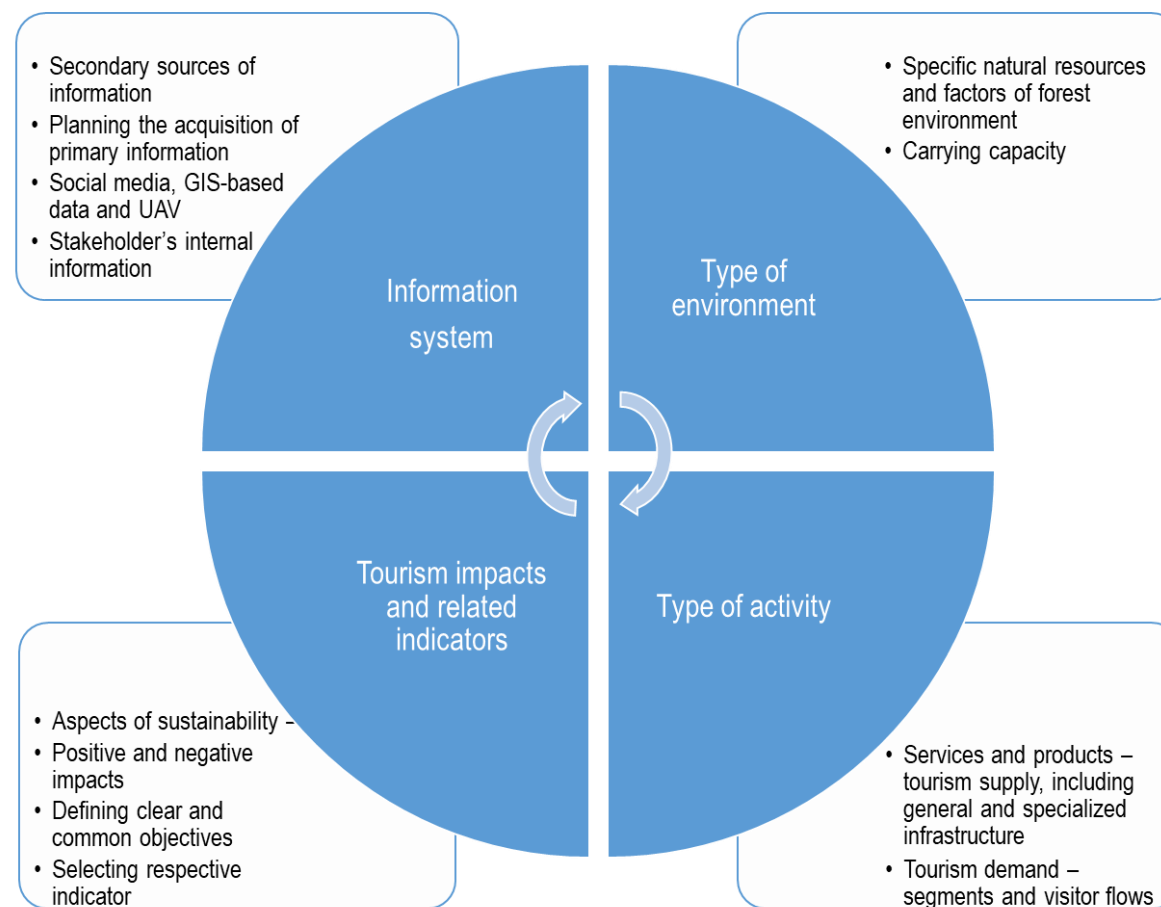 • Secondary sources of
information
• Planning the acquisition of
primary information
• Social media, GIS-based
data and UAV
• Stakeholder’s internal
information
• Specific natural resources
and factors of forest
environment
• Carrying capacity
Information
system
Type of
environment
Tourism impacts
and related
indicators
Type of activity
• Aspects of sustainability –
• Positive and negative
impacts
• Defining clear and
common objectives
• Selecting respective
indicator
• Services and products –
tourism supply, including
general and specialized
infrastructure
• Tourism demand –
segments and visitor flows